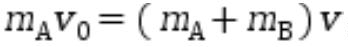 m_A v_0 = ( m_A + m_B ) v